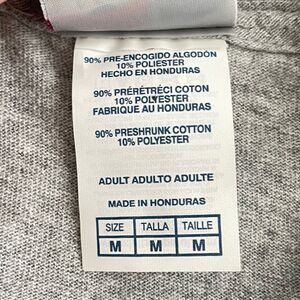 90% PRE-ENCOGIDO ALGODÓN
10% POLIESTER
HECHO EN HONDURAS
90% PRÉRÉTRÉCI COTON
10% POLYESTER
FABRIQUE AU HONDURAS
90% PRESHRUNK COTTON
10% POLYESTER
ADULT ADULTO ADULTE
MADE IN HONDURAS
SIZE TALLA TAILLE
M M M